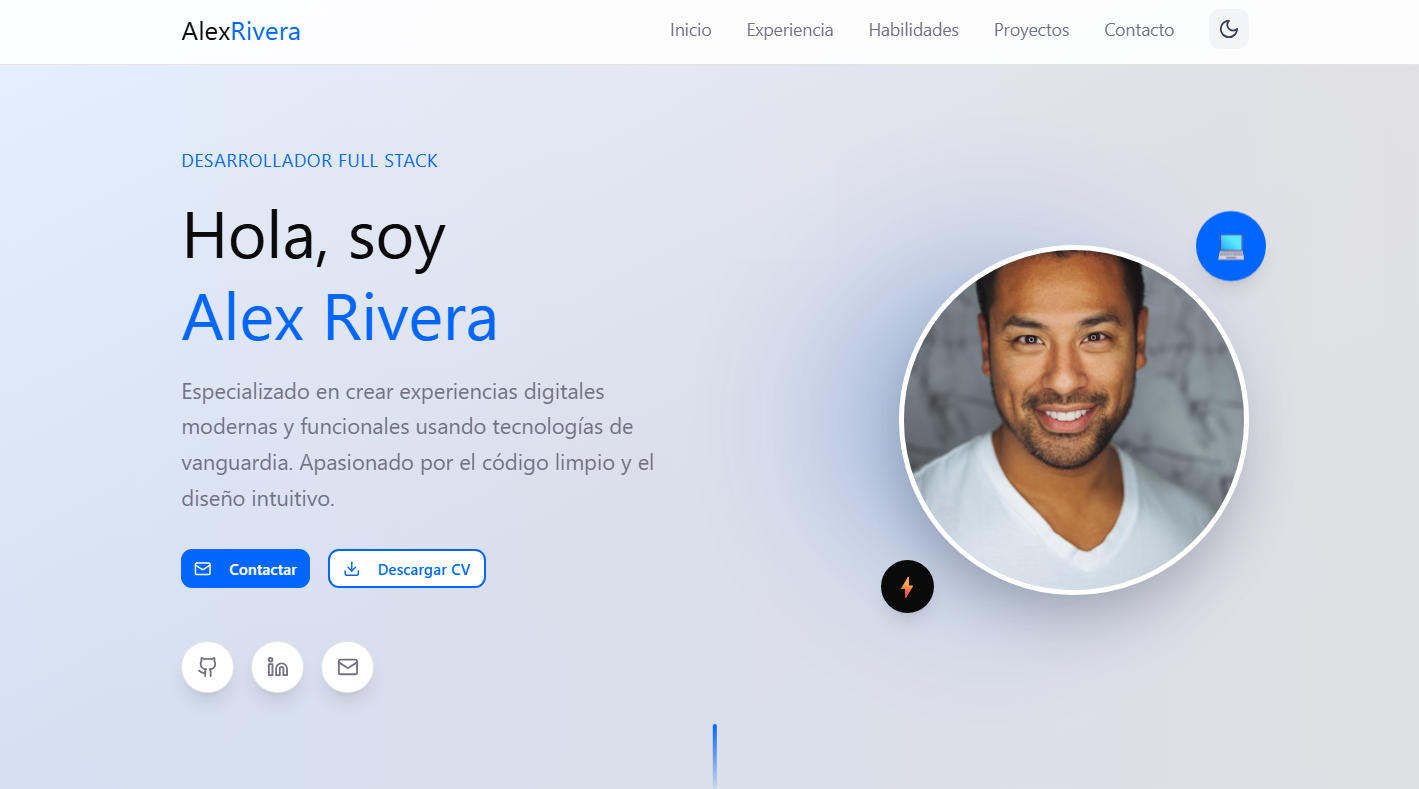 AlexRivera
Inicio Experiencia Habilidades Proyectos Contacto
DESARROLLADOR FULL STACK
Hola, soy
Alex Rivera
Especializado en crear experiencias digitales
modernas y funcionales usando tecnologías de
vanguardia. Apasionado por el código limpio y el
diseño intuitivo.
Contactar
Descargar CV